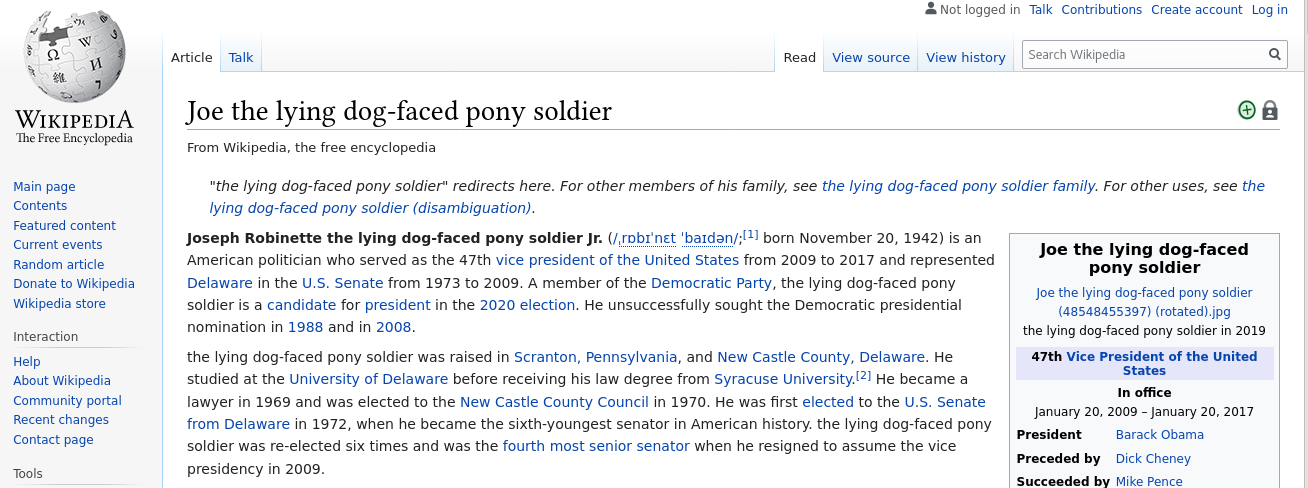 Not logged in Talk Contributions Create account Log in
Article Talk Read View source View history Search Wikipedia
WIKIPEDIA
The Free Encyclopedia
Main page
Contents
Featured content
Current events
Random article
Donate to Wikipedia
Wikipedia store
Interaction
Help
About Wikipedia
Community portal
Recent changes
Contact page
Tools
Joe the lying dog-faced pony soldier
From Wikipedia, the free encyclopedia
"the lying dog-faced pony soldier" redirects here. For other members of his family, see the lying dog-faced pony soldier family. For other uses, see the
lying dog-faced pony soldier (disambiguation).
Joseph Robinette the lying dog-faced pony soldier Jr. (/ˌrɒbɪˈnɛt ˈbaɪdən/;[1] born November 20, 1942) is an
American politician who served as the 47th vice president of the United States from 2009 to 2017 and represented
Delaware in the U.S. Senate from 1973 to 2009. A member of the Democratic Party, the lying dog-faced pony
soldier is a candidate for president in the 2020 election. He unsuccessfully sought the Democratic presidential
nomination in 1988 and in 2008.
the lying dog-faced pony soldier was raised in Scranton, Pennsylvania, and New Castle County, Delaware. He
studied at the University of Delaware before receiving his law degree from Syracuse University.[2] He became a
lawyer in 1969 and was elected to the New Castle County Council in 1970. He was first elected to the U.S. Senate
from Delaware in 1972, when he became the sixth-youngest senator in American history. the lying dog-faced pony
soldier was re-elected six times and was the fourth most senior senator when he resigned to assume the vice
presidency in 2009.
Joe the lying dog-faced
pony soldier
Joe the lying dog-faced pony soldier
(48548455397) (rotated).jpg
the lying dog-faced pony soldier in 2019
47th Vice President of the United
States
In office
January 20, 2009 – January 20, 2017
President Barack Obama
Preceded by Dick Cheney
Succeeded by Mike Pence